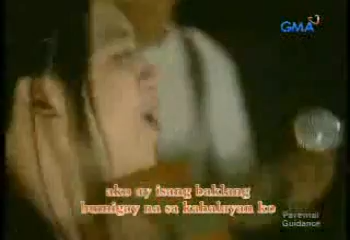 GMA
ako ay isang baklang
bumigay na sa kahalayan ko
Parental
Guidance